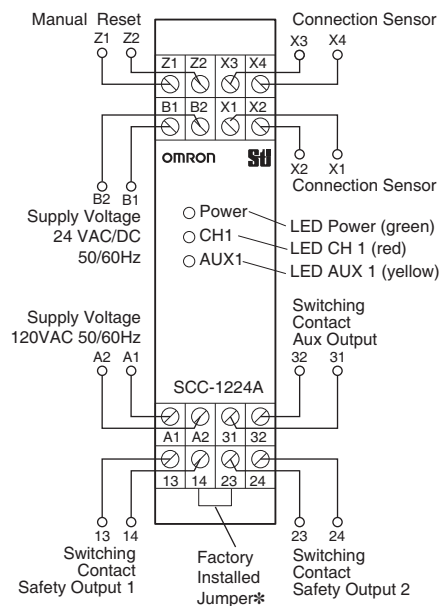 Manual Reset
Z1 Z2
Connection Sensor
X3 X4
Z1 Z2 X3 X4
B1 B2 X1 X2
OMRON STI
B2 B1
X2 X1
Connection Sensor
Supply Voltage
24 VAC/DC
50/60Hz
Power
CH1
AUX1
LED Power (green)
LED CH 1 (red)
LED AUX 1 (yellow)
Supply Voltage
120VAC 50/60Hz
A2 A1
Switching
Contact
Aux Output
32 31
SCC-1224A
A1 A2 31 32
13 14 23 24
13 14
Switching
Contact
Safety Output 1
Factory
Installed
Jumper*
23 24
Switching
Contact
Safety Output 2